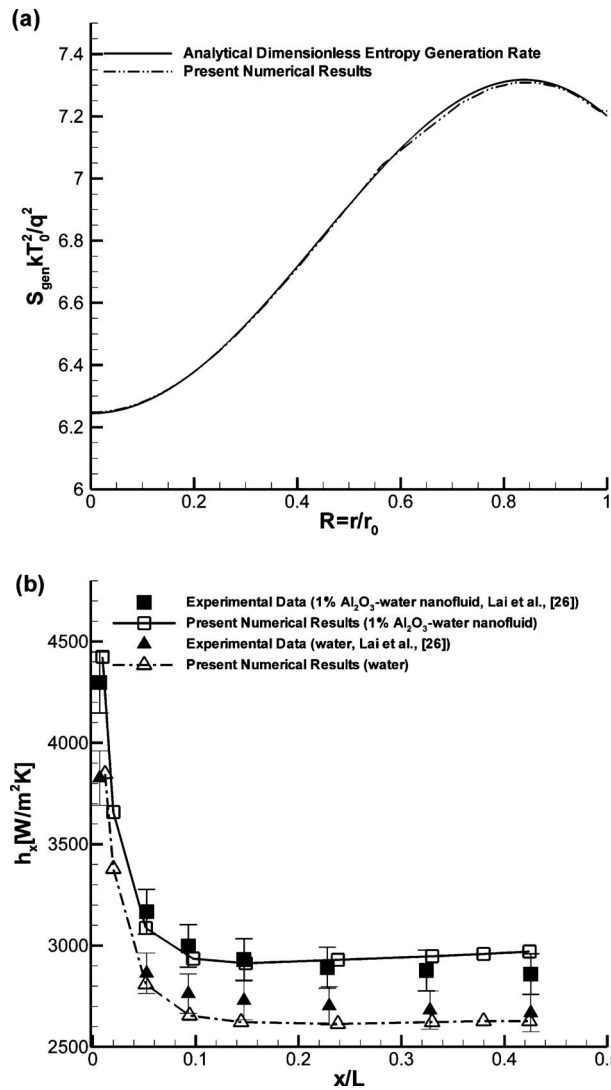 (a)
7.4
7.2
7
6.8
6.6
6.4
6.2
6
Analytical Dimensionless Entropy Generation Rate
Present Numerical Results
S_gen kT_0^2/q^2
0 0.2 0.4 0.6 0.8 1
R=r/r_0
(b)
Experimental Data (1% Al_2O_3-water nanofluid, Lai et al., [26])
Present Numerical Results (1% Al_2O_3-water nanofluid)
Experimental Data (water, Lai et al., [26])
Present Numerical Results (water)
4500
4000
3500
3000
2500
h_x[W/m^2K]
0 0.1 0.2 0.3 0.4 0.5
x/L